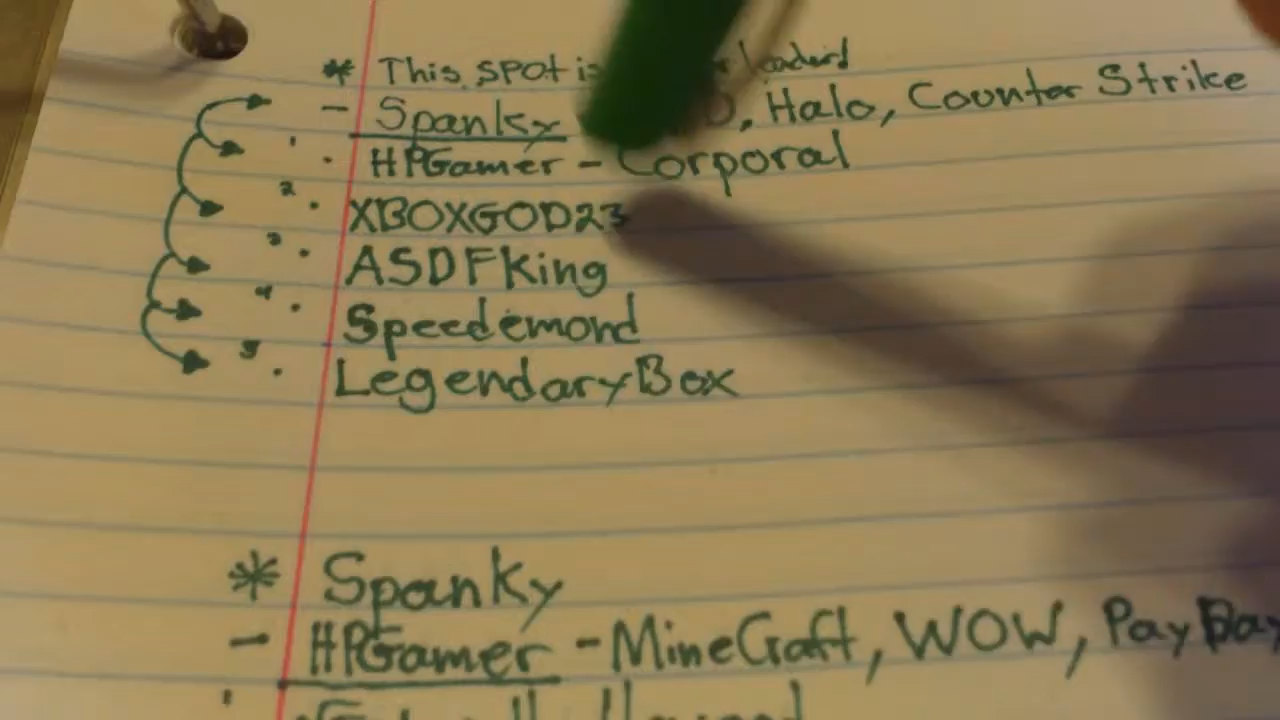 * This spot is
- Spanky , Halo, Counter Strike
1 . HPGamer - Corporal
2 . XBOXGOD23
3 . ASDFKing
4 . Speedemond
5 . LegendaryBox
* Spanky
- HPGamer - MineCraft, WOW, PayDay